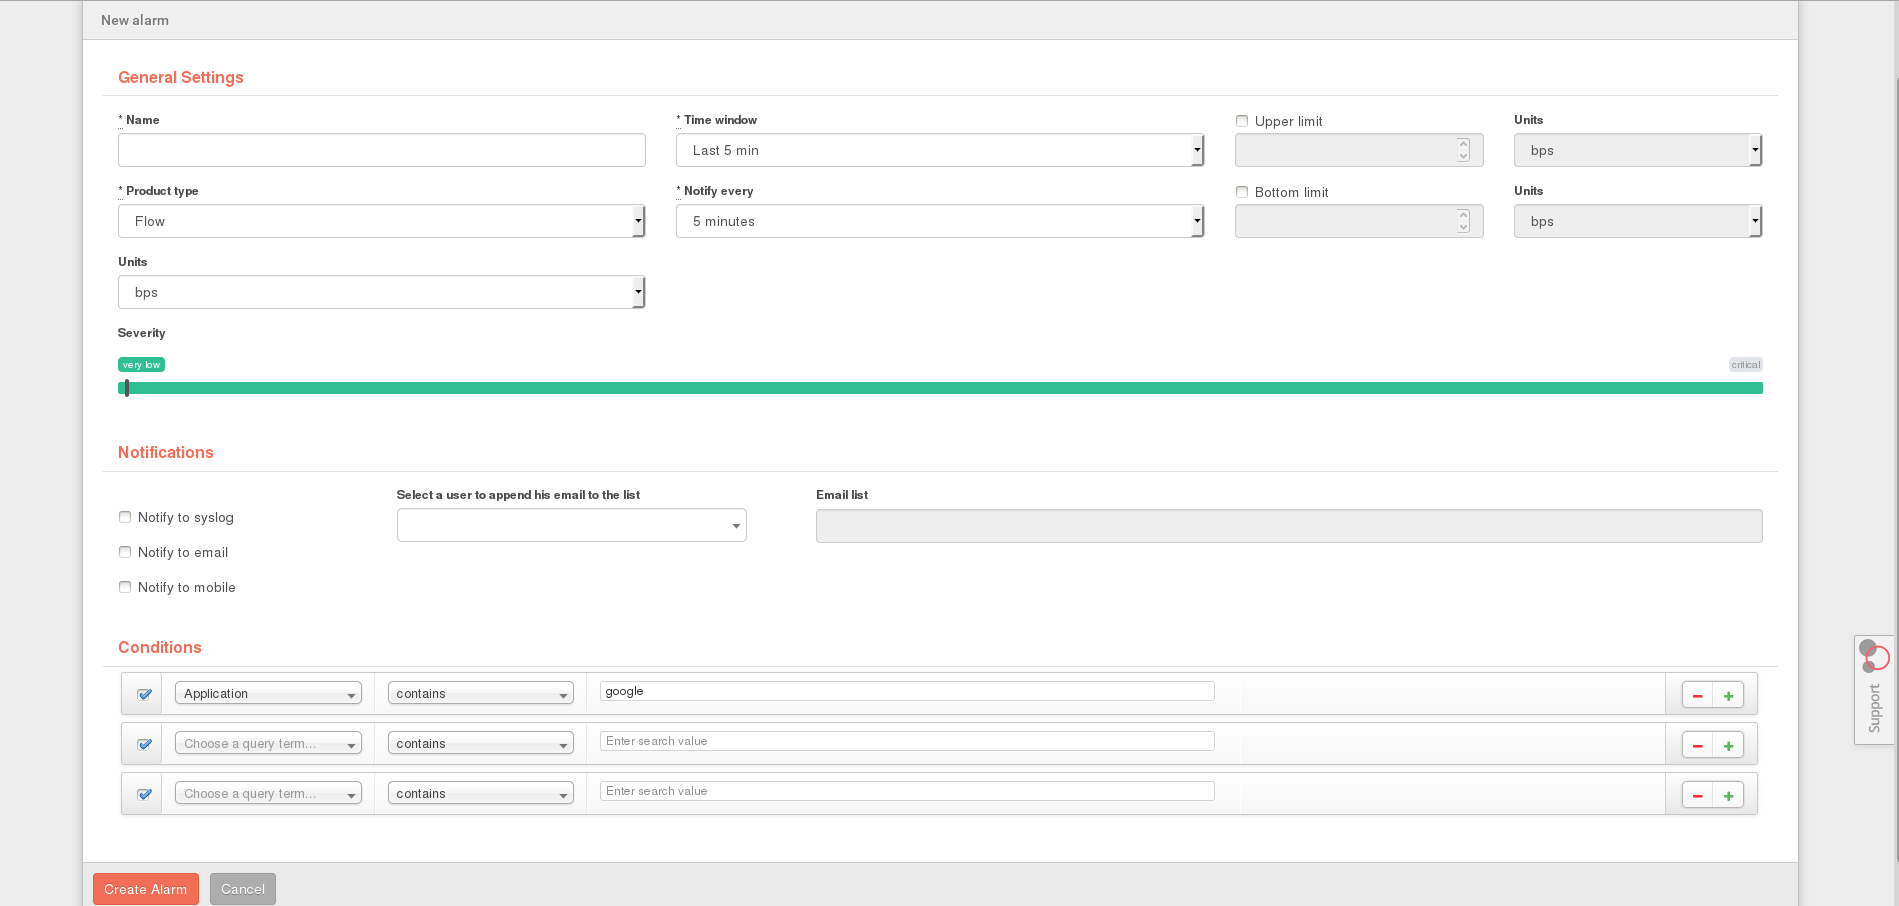 New alarm
General Settings
* Name
* Time window
Upper limit
Units
Last 5 min
bps
* Product type
* Notify every
Bottom limit
Units
Flow
5 minutes
bps
Units
bps
Severity
very low
critical
Notifications
Select a user to append his email to the list
Email list
Notify to syslog
Notify to email
Notify to mobile
Conditions
Application
contains
google
Choose a query term...
contains
Enter search value
Choose a query term...
contains
Enter search value
Support
Create Alarm
Cancel